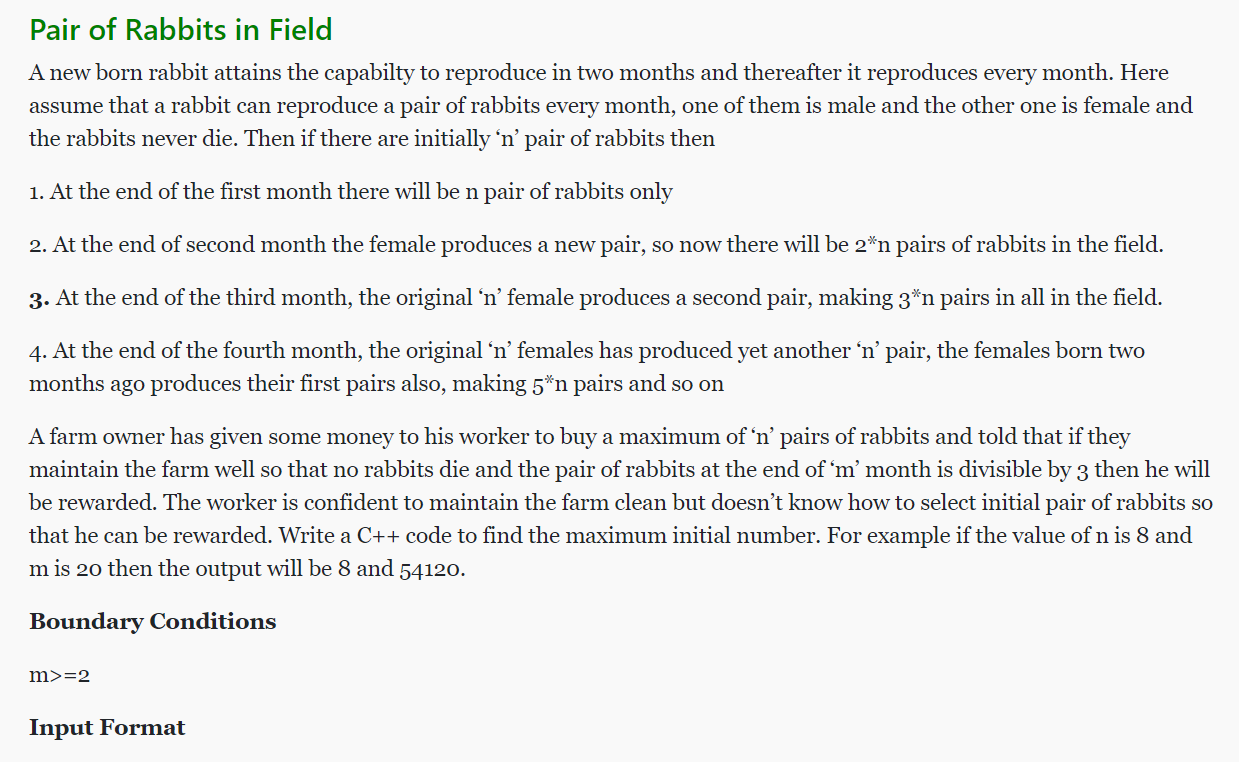 Pair of Rabbits in Field
A new born rabbit attains the capabilty to reproduce in two months and thereafter it reproduces every month. Here
assume that a rabbit can reproduce a pair of rabbits every month, one of them is male and the other one is female and
the rabbits never die. Then if there are initially ‘n’ pair of rabbits then
1. At the end of the first month there will be n pair of rabbits only
2. At the end of second month the female produces a new pair, so now there will be 2*n pairs of rabbits in the field.
3. At the end of the third month, the original ‘n’ female produces a second pair, making 3*n pairs in all in the field.
4. At the end of the fourth month, the original ‘n’ females has produced yet another ‘n’ pair, the females born two
months ago produces their first pairs also, making 5*n pairs and so on
A farm owner has given some money to his worker to buy a maximum of ‘n’ pairs of rabbits and told that if they
maintain the farm well so that no rabbits die and the pair of rabbits at the end of ‘m’ month is divisible by 3 then he will
be rewarded. The worker is confident to maintain the farm clean but doesn’t know how to select initial pair of rabbits so
that he can be rewarded. Write a C++ code to find the maximum initial number. For example if the value of n is 8 and
m is 20 then the output will be 8 and 54120.
Boundary Conditions
m>=2
Input Format